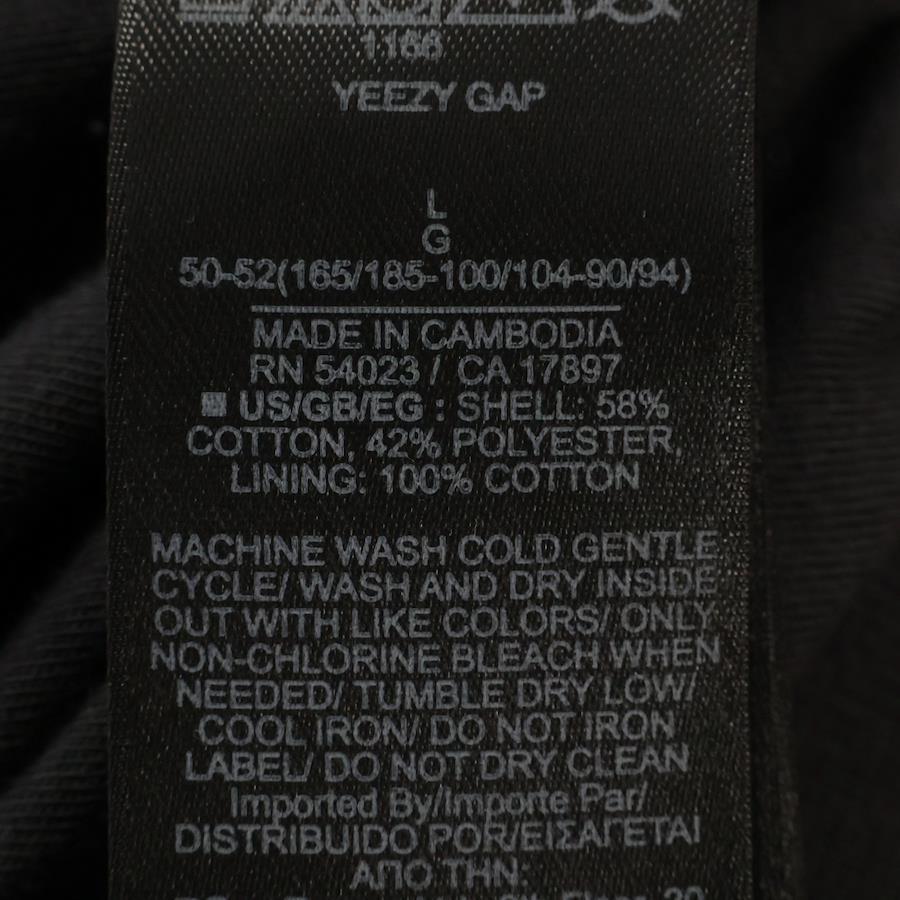 1166
YEEZY GAP
L
G
50-52(165/185-100/104-90/94)
MADE IN CAMBODIA
RN 54023 / CA 17897
US/GB/EG : SHELL: 58%
COTTON, 42% POLYESTER,
LINING: 100% COTTON
MACHINE WASH COLD GENTLE
CYCLE/ WASH AND DRY INSIDE
OUT WITH LIKE COLORS/ ONLY
NON-CHLORINE BLEACH WHEN
NEEDED/ TUMBLE DRY LOW/
COOL IRON/ DO NOT IRON
LABEL/ DO NOT DRY CLEAN
Imported By/Importe Par/
DISTRIBUIDO POR/ΕΙΣΑΓΕΤΑΙ
ΑΠΟ ΤΗΝ: